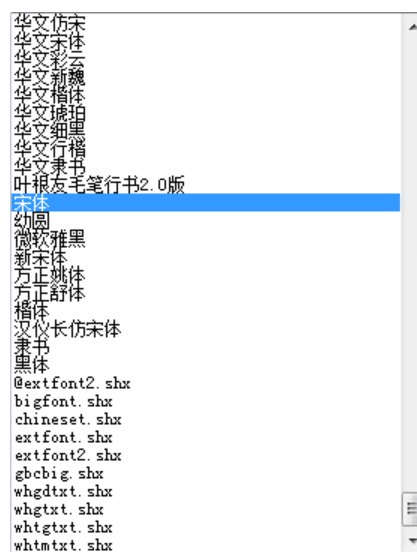 华文仿宋
华文宋体
华文彩云
华文新魏
华文楷体
华文琥珀
华文细黑
华文行楷
华文隶书
叶根友毛笔行书2.0版
宋体
幼圆
微软雅黑
新宋体
方正姚体
方正舒体
楷体
汉仪长仿宋体
隶书
黑体
@extfont2.shx
bigfont.shx
chineset.shx
extfont.shx
extfont2.shx
gbcbig.shx
whgdtxt.shx
whgtxt.shx
whtgtxt.shx
whtmtxt.shx